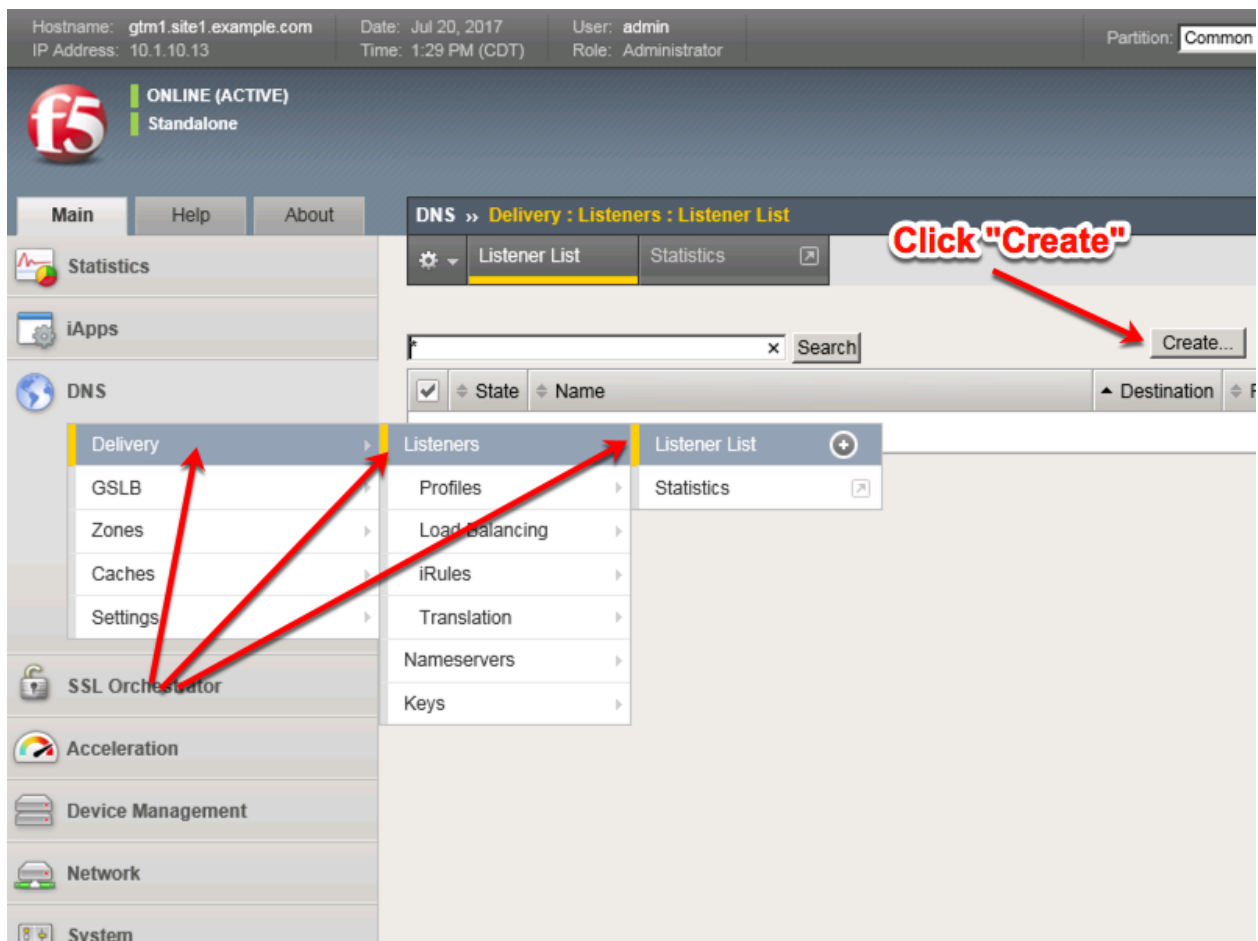 Hostname: gtm1.site1.example.com Date: Jul 20, 2017 User: admin Partition: Common
IP Address: 10.1.10.13 Time: 1:29 PM (CDT) Role: Administrator
f5
ONLINE (ACTIVE)
Standalone
Main Help About
DNS ›› Delivery : Listeners : Listener List
Click "Create"
Listener List Statistics
Statistics
iApps
* × Search Create...
State Name Destination
DNS
Delivery Listeners Listener List
GSLB Profiles Statistics
Zones Load Balancing
Caches iRules
Settings Translation
Nameservers
SSL Orchestrator
Keys
Acceleration
Device Management
Network
System